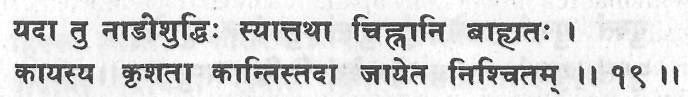 यदा तु नाडीशुद्धिः स्यात्तथा चिह्नानि बाह्यतः ।
कायस्य कृशता कान्तिस्तदा जायेत निश्चितम् ।। १९ ।।